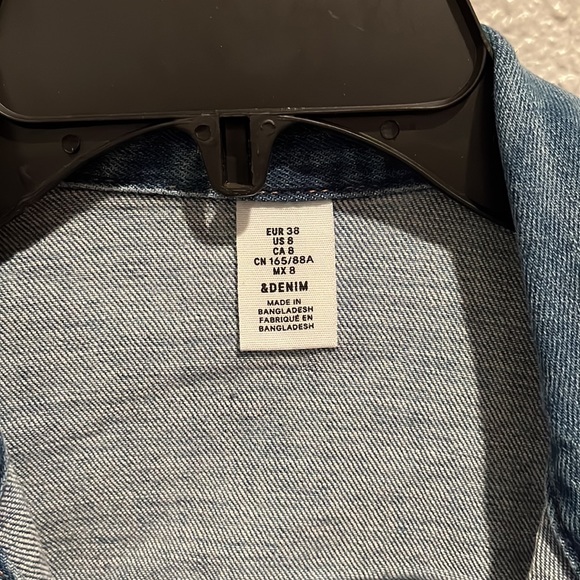 EUR 38
US 8
CA 8
CN 165/88A
MX 8
&DENIM
MADE IN
BANGLADESH
FABRIQUÉ EN
BANGLADESH